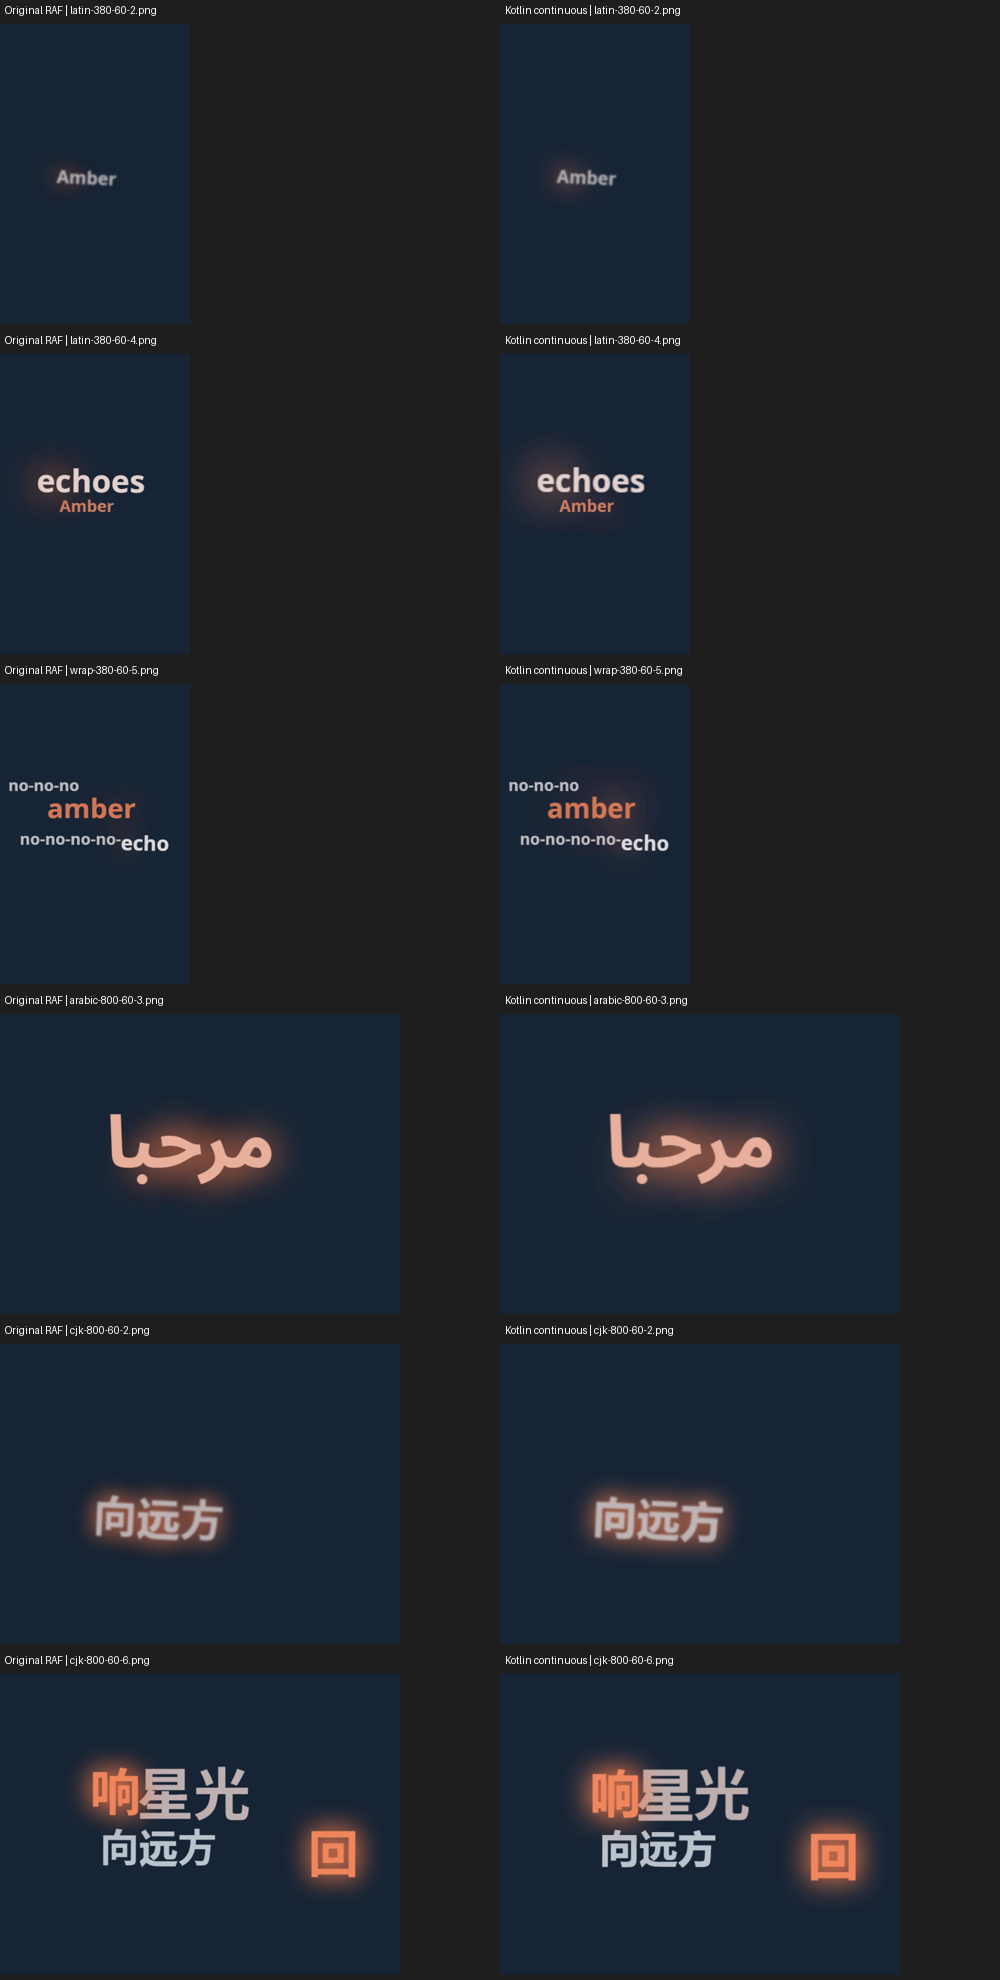 Original RAF | latin-380-60-2.png
Kotlin continuous | latin-380-60-2.png
Amber
Amber
Original RAF | latin-380-60-4.png
Kotlin continuous | latin-380-60-4.png
echoes
Amber
echoes
Amber
Original RAF | wrap-380-60-5.png
Kotlin continuous | wrap-380-60-5.png
no-no-no
amber
no-no-no-no-echo
no-no-no
amber
no-no-no-no-echo
Original RAF | arabic-800-60-3.png
Kotlin continuous | arabic-800-60-3.png
مرحبا
مرحبا
Original RAF | cjk-800-60-2.png
Kotlin continuous | cjk-800-60-2.png
向远方
向远方
Original RAF | cjk-800-60-6.png
Kotlin continuous | cjk-800-60-6.png
响星光
向远方
回
响星光
向远方
回